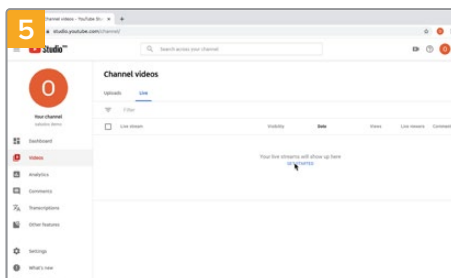 5
Channel videos - YouTube St
studio.youtube.com/channel/
Studio
Search across your channel
O
Channel videos
Uploads Live
Filter
Live stream Visibility Date Views Live viewers Comments
Your live streams will show up here
GET STARTED
Your channel
Dashboard
Videos
Analytics
Comments
Transcriptions
Other features
Settings
What's new